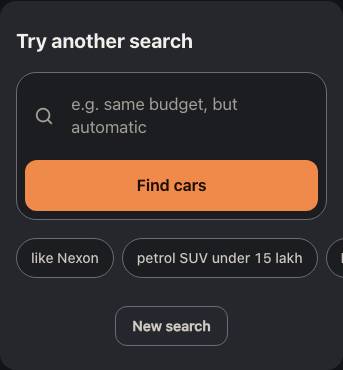 Try another search
e.g. same budget, but
automatic
Find cars
like Nexon
petrol SUV under 15 lakh
New search